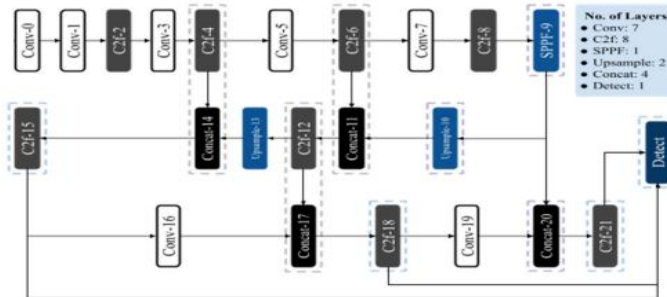 Conv-0
Conv-1
C2f-2
Conv-3
C2f-4
Conv-5
C2f-6
Conv-7
C2f-8
SPPF-9
No. of Layers
● Conv: 7
● C2f: 8
● SPPF: 1
● Upsample: 2
● Concat: 4
● Detect: 1
C2f-15
Concat-14
Upsample-13
C2f-12
Concat-11
Upsample-10
Detect
Conv-16
Concat-17
C2f-18
Conv-19
Concat-20
C2f-21